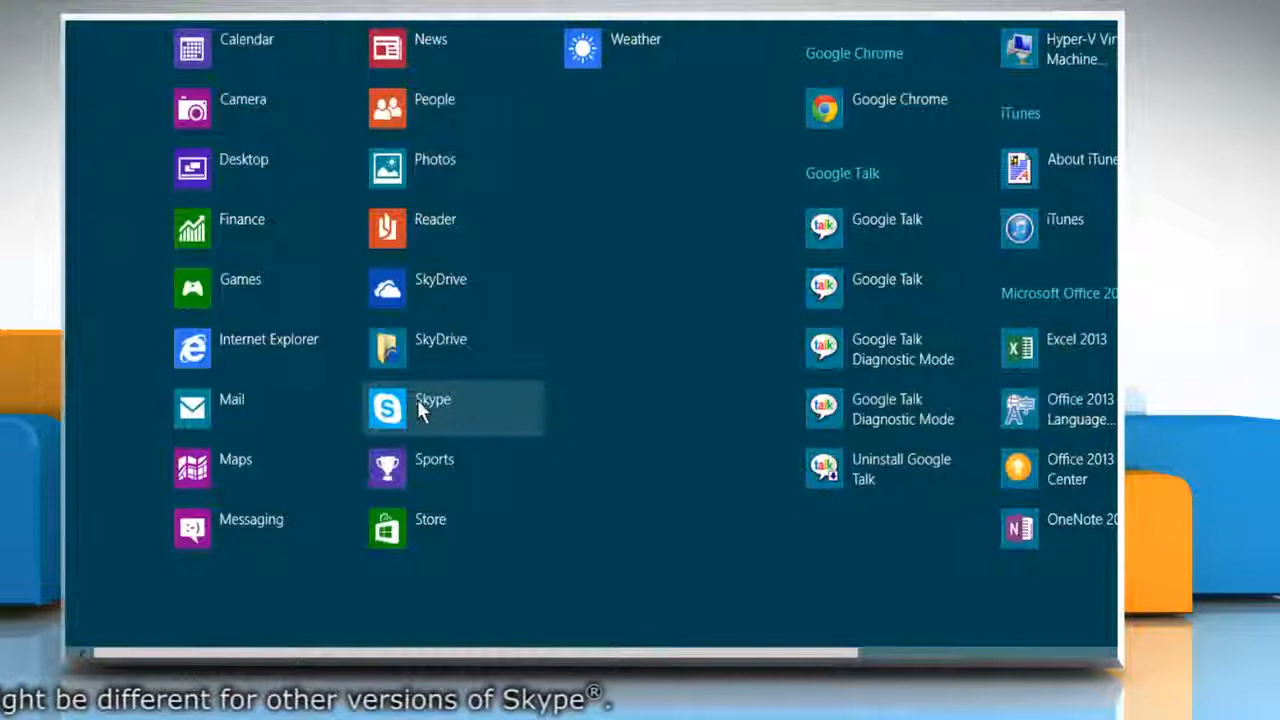 Calendar
Camera
Desktop
Finance
Games
Internet Explorer
Mail
Maps
Messaging
News
People
Photos
Reader
SkyDrive
SkyDrive
Skype
Sports
Store
Weather
Google Chrome
Google Chrome
Google Talk
Google Talk
Google Talk
Google Talk
Diagnostic Mode
Google Talk
Diagnostic Mode
Uninstall Google
Talk
Hyper-V Vir
Machine...
iTunes
About iTune
iTunes
Microsoft Office 20
Excel 2013
Office 2013
Language...
Office 2013
Center
OneNote 20
ght be different for other versions of Skype®.